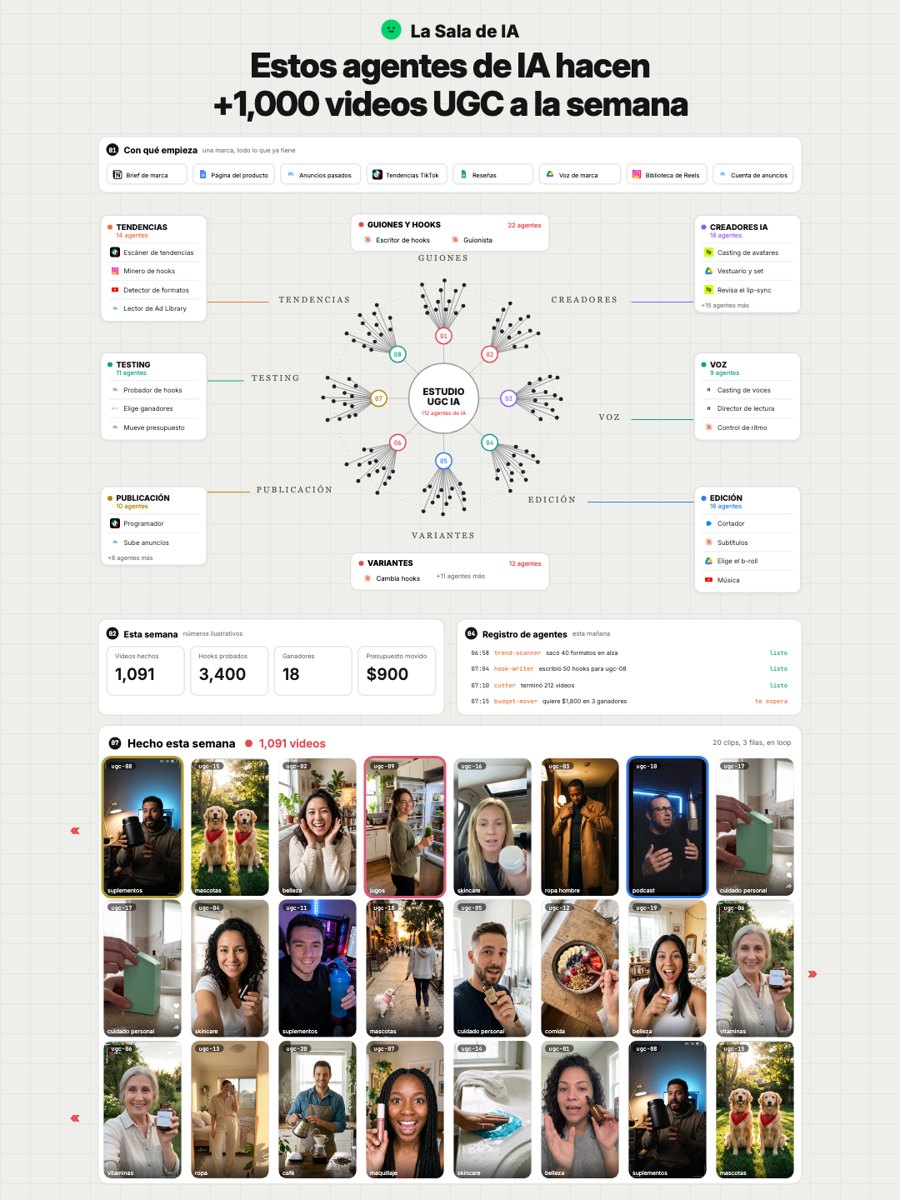 La Sala de IA
Estos agentes de IA hacen
+1,000 videos UGC a la semana
01 Con qué empieza una marca, todo lo que ya tiene
Brief de marca
Página del producto
Anuncios pasados
Tendencias TikTok
Reseñas
Voz de marca
Biblioteca de Reels
Cuenta de anuncios
TENDENCIAS
14 agentes
Escáner de tendencias
Minero de hooks
Detector de formatos
Lector de Ad Library
GUIONES Y HOOKS 22 agentes
Escritor de hooks
Guionista
CREADORES IA
18 agentes
Casting de avatares
Vestuario y set
Revisa el lip-sync
+15 agentes más
GUIONES
TENDENCIAS
CREADORES
TESTING
VOZ
PUBLICACIÓN
EDICIÓN
VARIANTES
01
02
03
04
05
06
07
08
ESTUDIO
UGC IA
112 agentes de IA
TESTING
11 agentes
Probador de hooks
Elige ganadores
Mueve presupuesto
VOZ
9 agentes
Casting de voces
Director de lectura
Control de ritmo
PUBLICACIÓN
10 agentes
Programador
Sube anuncios
+8 agentes más
VARIANTES 12 agentes
Cambia hooks
+11 agentes más
EDICIÓN
16 agentes
Cortador
Subtítulos
Elige el b-roll
Música
02 Esta semana números ilustrativos
Videos hechos
1,091
Hooks probados
3,400
Ganadores
18
Presupuesto movido
$900
04 Registro de agentes esta mañana
06:58 trend-scanner sacó 40 formatos en alza listo
07:04 hook-writer escribió 50 hooks para ugc-08 listo
07:10 cutter terminó 212 videos listo
07:15 budget-mover quiere $1,800 en 3 ganadores te espera
07 Hecho esta semana 1,091 videos 20 clips, 3 filas, en loop
ugc-08
suplementos
ugc-15
mascotas
ugc-02
belleza
ugc-09
jugos
ugc-16
skincare
ugc-03
ropa hombre
ugc-10
podcast
ugc-17
cuidado personal
ugc-17
cuidado personal
ugc-04
skincare
ugc-11
suplementos
ugc-18
mascotas
ugc-05
cuidado personal
ugc-12
comida
ugc-19
belleza
ugc-06
vitaminas
ugc-06
vitaminas
ugc-13
ropa
ugc-20
café
ugc-07
maquillaje
ugc-14
skincare
ugc-01
belleza
ugc-08
suplementos
ugc-15
mascotas